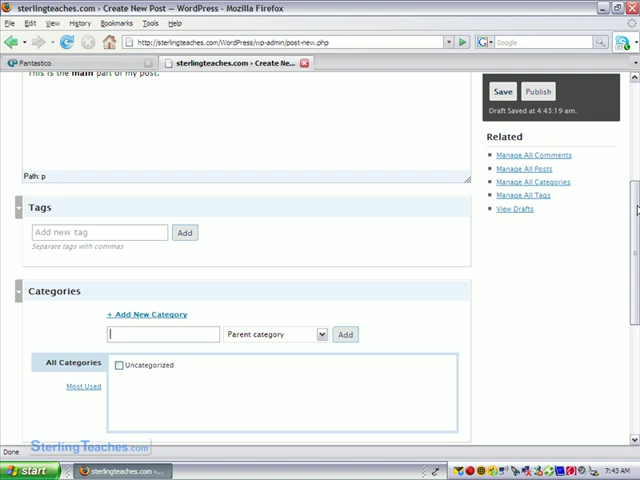 sterlingteaches.com › Create New Post — WordPress - Mozilla Firefox
File Edit View History Bookmarks Tools Help
http://sterlingteaches.com/WordPress/wp-admin/post-new.php
Google
Fantastico
sterlingteaches.com › Create Ne...
This is the main part of my post.
Save Publish
Draft Saved at 4:43:19 am.
Related
Manage All Comments
Manage All Posts
Manage All Categories
Manage All Tags
View Drafts
Path: p
Tags
Add new tag
Add
Separate tags with commas
Categories
+ Add New Category
Parent category
Add
All Categories
Uncategorized
Most Used
SterlingTeaches.com
Done
start
sterlingteaches.com ›...
7:43 AM